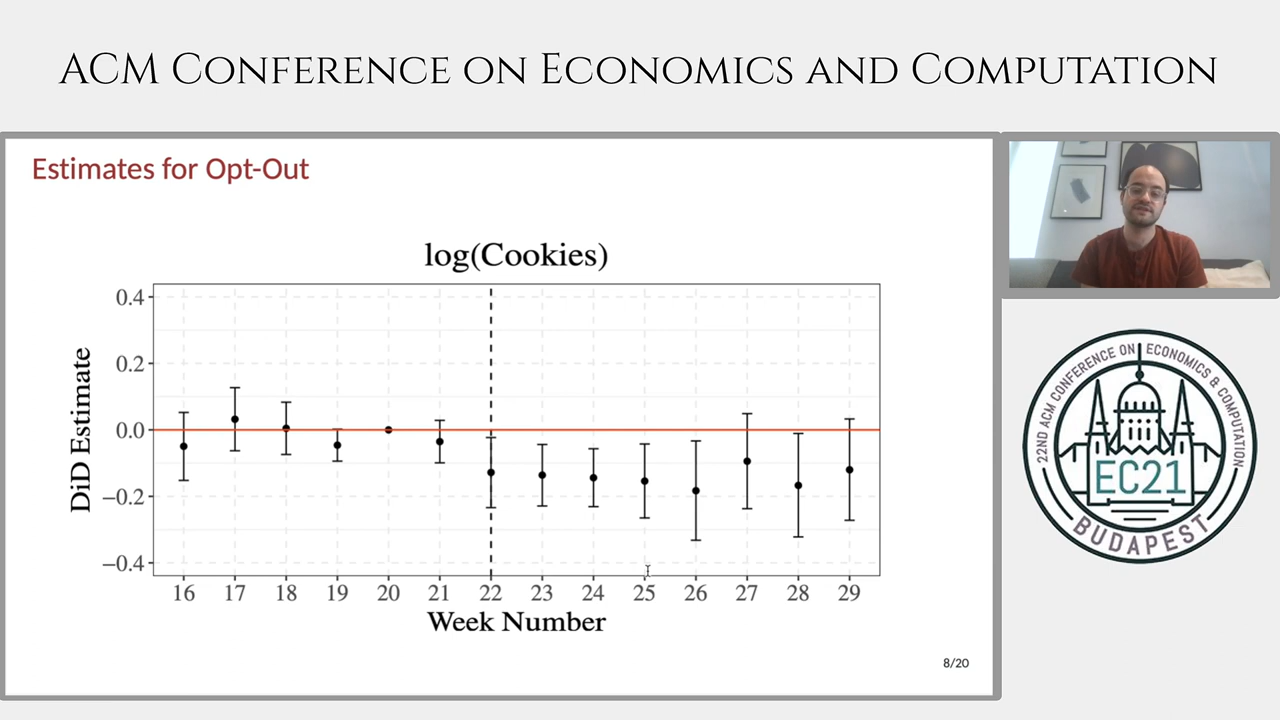 ACM Conference on Economics and Computation
Estimates for Opt-Out
log(Cookies)
DiD Estimate
0.4
0.2
0.0
−0.2
−0.4
16 17 18 19 20 21 22 23 24 25 26 27 28 29
Week Number
8/20
22ND ACM CONFERENCE ON ECONOMICS & COMPUTATION
EC21
BUDAPEST